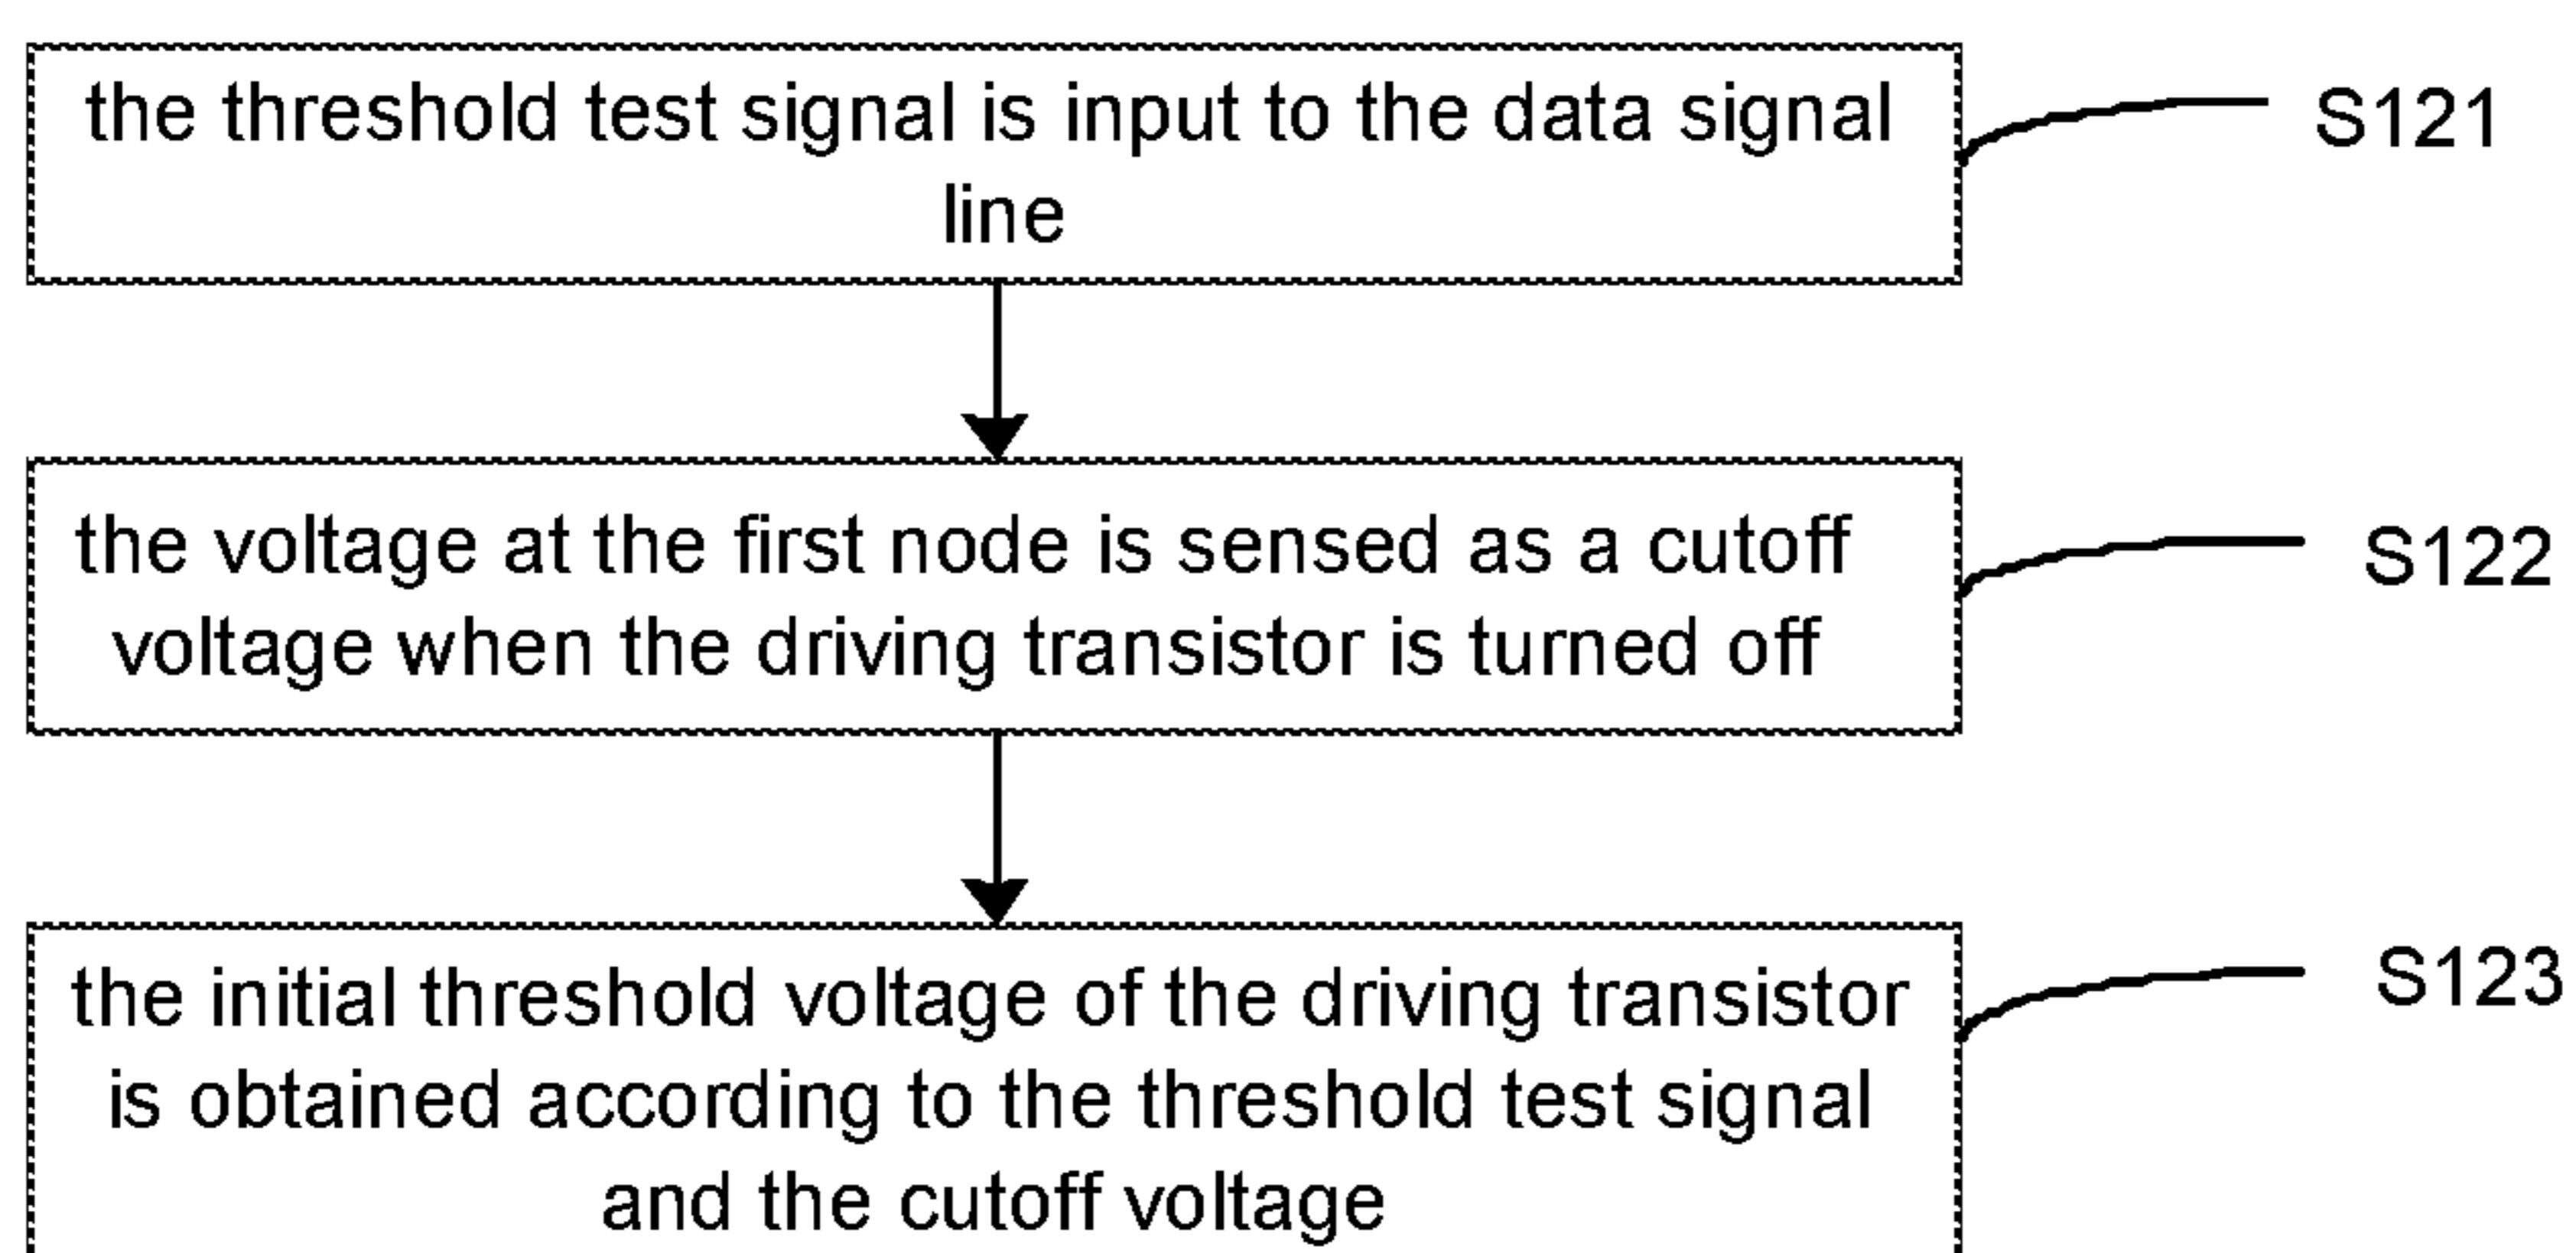 the threshold test signal is input to the data signal
line
S121
the voltage at the first node is sensed as a cutoff
voltage when the driving transistor is turned off
S122
the initial threshold voltage of the driving transistor
is obtained according to the threshold test signal
and the cutoff voltage
S123